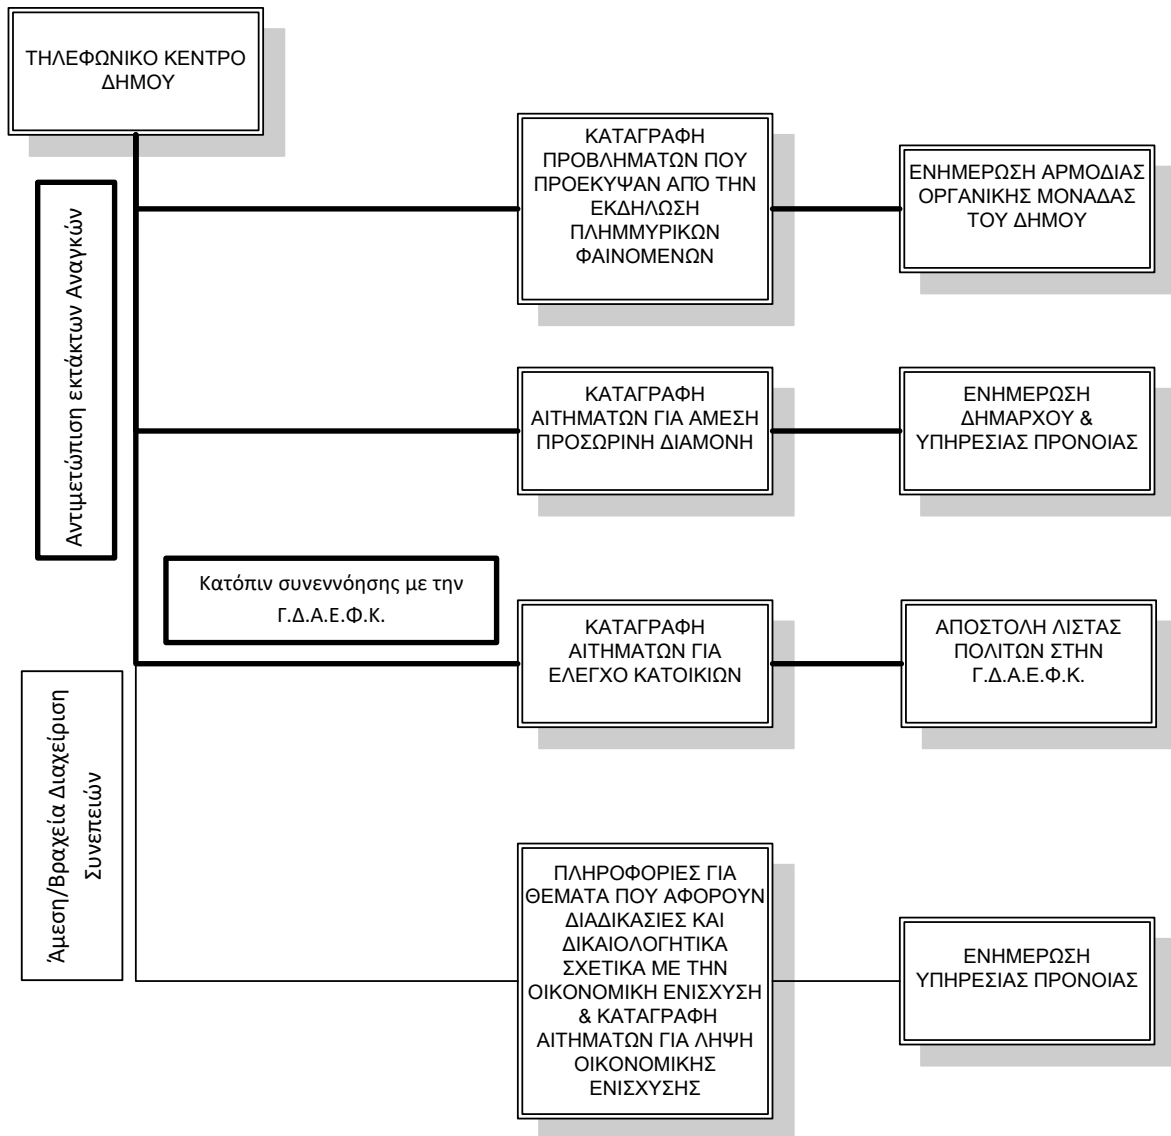 ΤΗΛΕΦΩΝΙΚΟ ΚΕΝΤΡΟ
ΔΗΜΟΥ
ΚΑΤΑΓΡΑΦΗ
ΠΡΟΒΛΗΜΑΤΩΝ ΠΟΥ
ΠΡΟΕΚΥΨΑΝ ΑΠΌ ΤΗΝ
ΕΚΔΗΛΩΣΗ
ΠΛΗΜΜΥΡΙΚΩΝ
ΦΑΙΝΟΜΕΝΩΝ
ΕΝΗΜΕΡΩΣΗ ΑΡΜΟΔΙΑΣ
ΟΡΓΑΝΙΚΗΣ ΜΟΝΑΔΑΣ
ΤΟΥ ΔΗΜΟΥ
Αντιμετώπιση εκτάκτων Αναγκών
ΚΑΤΑΓΡΑΦΗ
ΑΙΤΗΜΑΤΩΝ ΓΙΑ ΑΜΕΣΗ
ΠΡΟΣΩΡΙΝΗ ΔΙΑΜΟΝΗ
ΕΝΗΜΕΡΩΣΗ
ΔΗΜΑΡΧΟΥ &
ΥΠΗΡΕΣΙΑΣ ΠΡΟΝΟΙΑΣ
Κατόπιν συνεννόησης με την
Γ.Δ.Α.Ε.Φ.Κ.
ΚΑΤΑΓΡΑΦΗ
ΑΙΤΗΜΑΤΩΝ ΓΙΑ
ΕΛΕΓΧΟ ΚΑΤΟΙΚΙΩΝ
ΑΠΟΣΤΟΛΗ ΛΙΣΤΑΣ
ΠΟΛΙΤΩΝ ΣΤΗΝ
Γ.Δ.Α.Ε.Φ.Κ.
Άμεση/Βραχεία Διαχείριση
Συνεπειών
ΠΛΗΡΟΦΟΡΙΕΣ ΓΙΑ
ΘΕΜΑΤΑ ΠΟΥ ΑΦΟΡΟΥΝ
ΔΙΑΔΙΚΑΣΙΕΣ ΚΑΙ
ΔΙΚΑΙΟΛΟΓΗΤΙΚΑ
ΣΧΕΤΙΚΑ ΜΕ ΤΗΝ
ΟΙΚΟΝΟΜΙΚΗ ΕΝΙΣΧΥΣΗ
& ΚΑΤΑΓΡΑΦΗ
ΑΙΤΗΜΑΤΩΝ ΓΙΑ ΛΗΨΗ
ΟΙΚΟΝΟΜΙΚΗΣ
ΕΝΙΣΧΥΣΗΣ
ΕΝΗΜΕΡΩΣΗ
ΥΠΗΡΕΣΙΑΣ ΠΡΟΝΟΙΑΣ